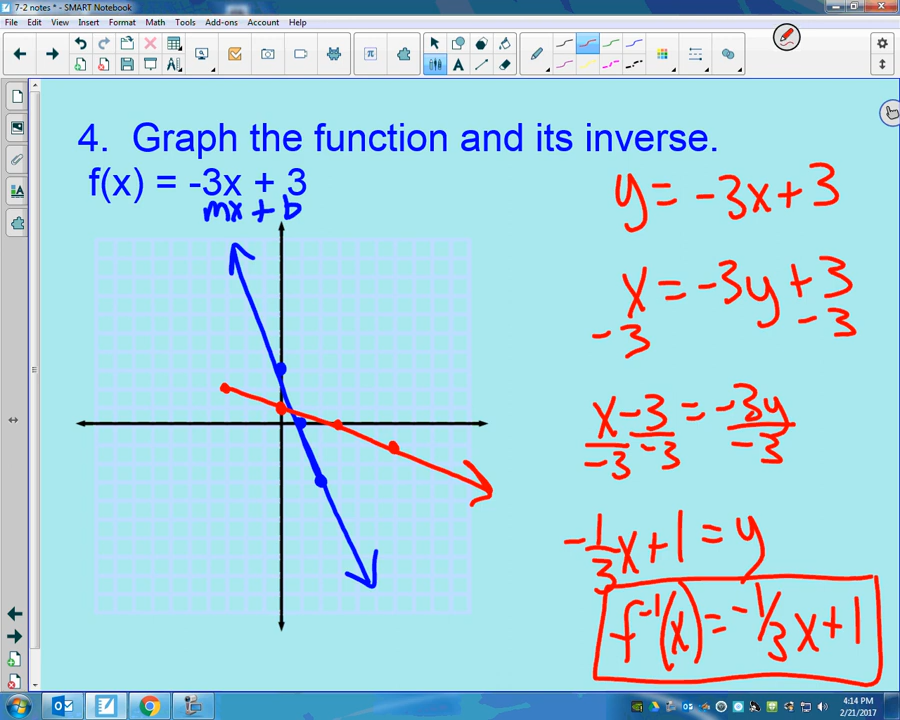 7-2 notes * - SMART Notebook
File Edit View Insert Format Math Tools Add-ons Account Help
4. Graph the function and its inverse.
f(x) = -3x + 3
mx + b
y = -3x + 3
x = -3y + 3
-3 -3
x - 3 = -3y
-3 -3 -3
-1/3 x + 1 = y
f⁻¹(x) = -1/3 x + 1
4:14 PM
2/21/2017